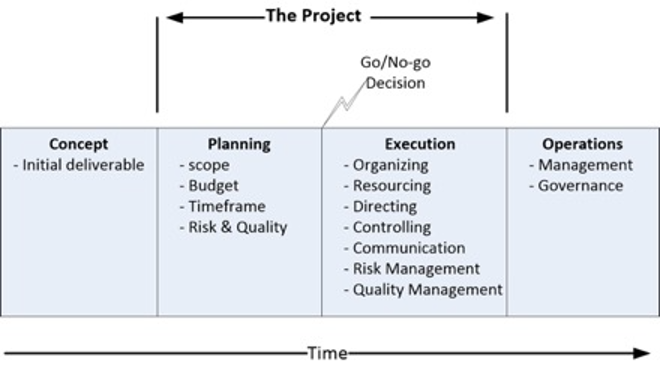 The Project
Go/No-go
Decision
Concept
- Initial deliverable
Planning
- scope
- Budget
- Timeframe
- Risk & Quality
Execution
- Organizing
- Resourcing
- Directing
- Controlling
- Communication
- Risk Management
- Quality Management
Operations
- Management
- Governance
Time